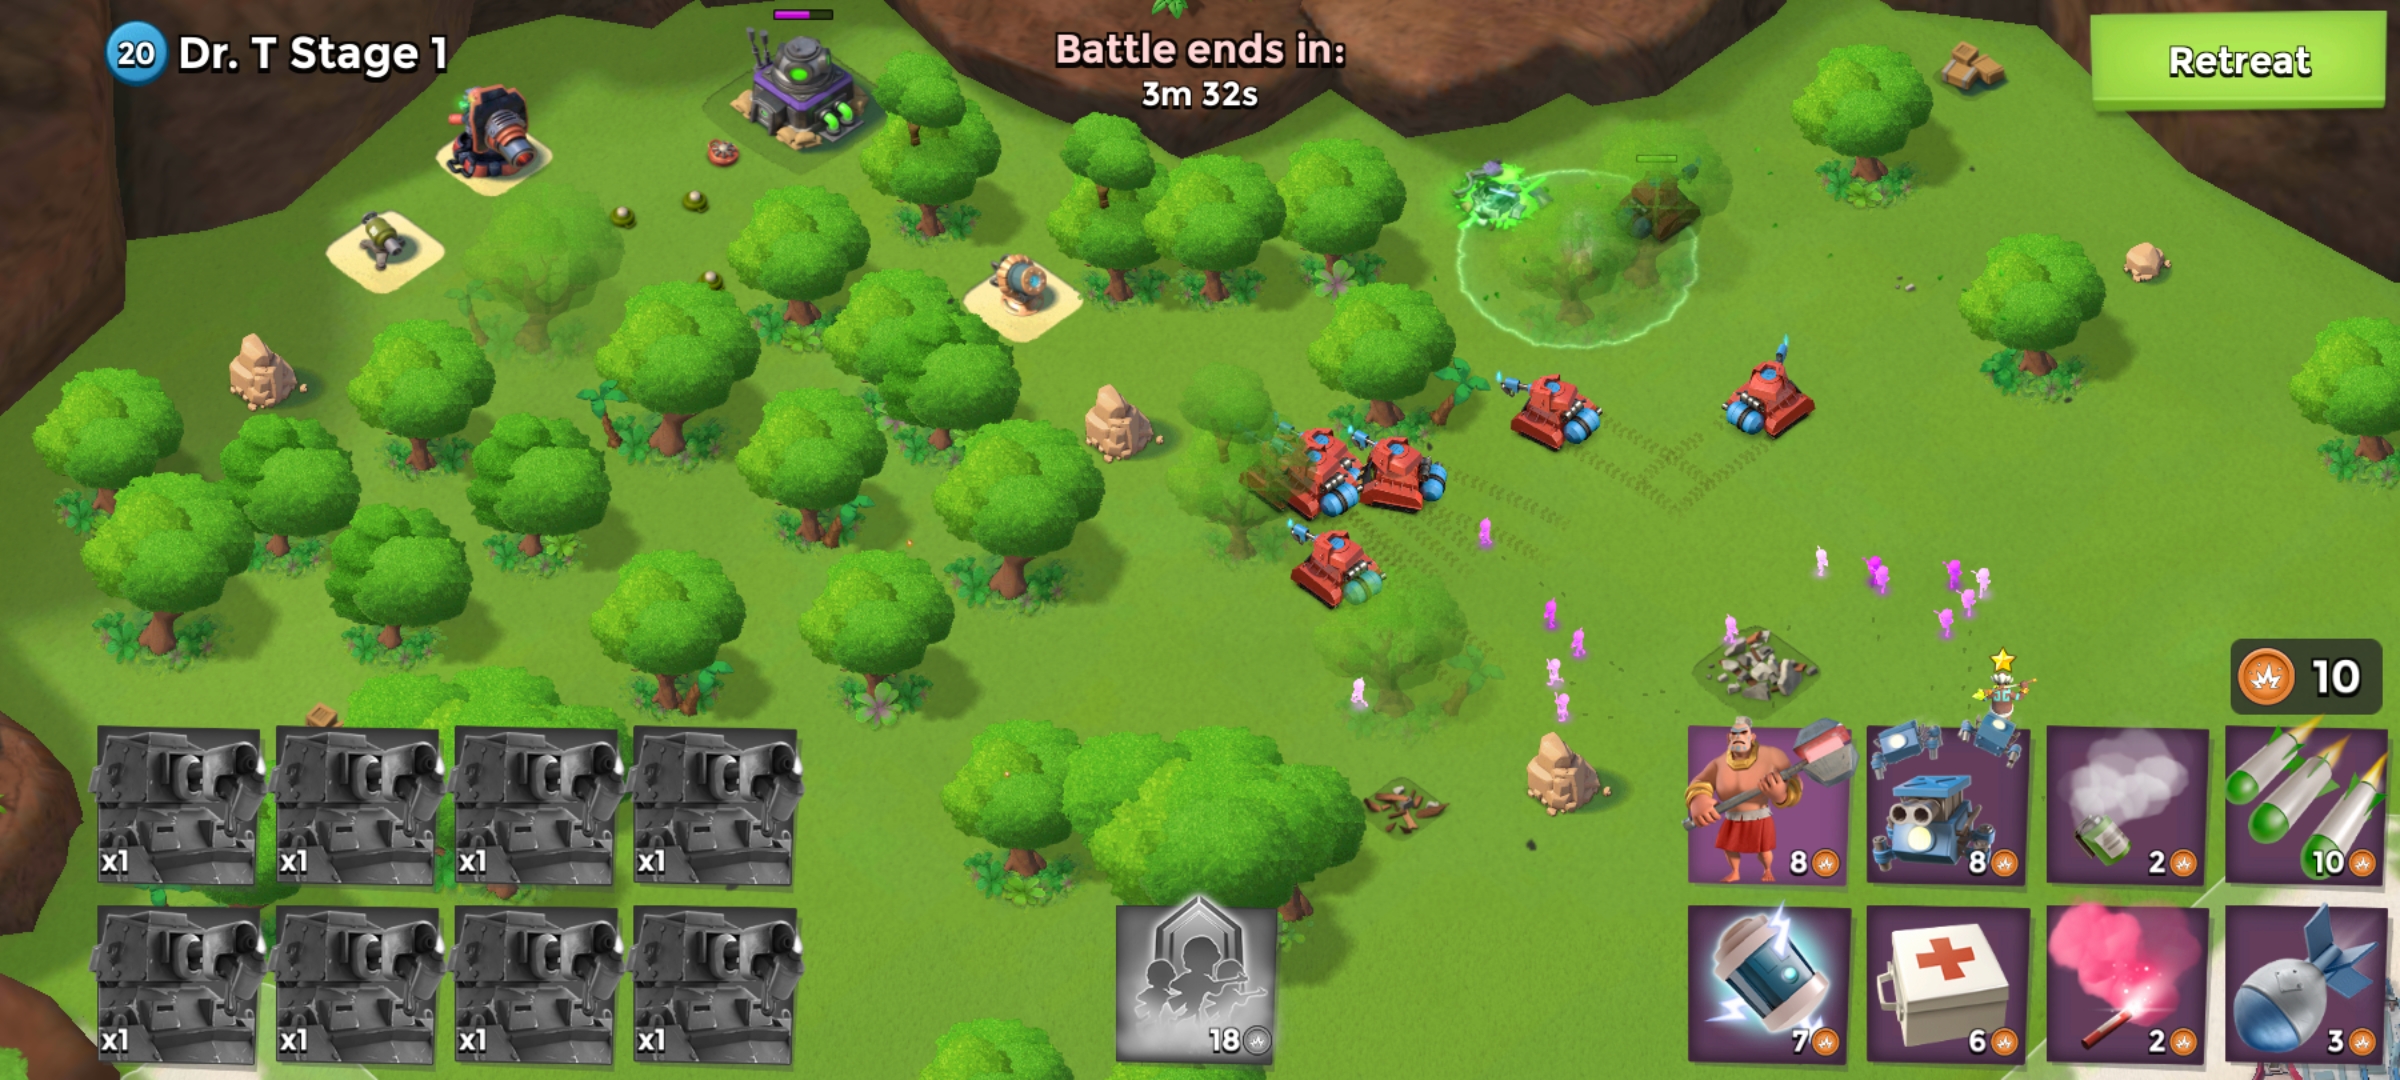 20 Dr. T Stage 1
Battle ends in:
3m 32s
Retreat
10
8
8
2
10
x1
x1
x1
x1
x1
x1
x1
x1
18
7
6
2
3